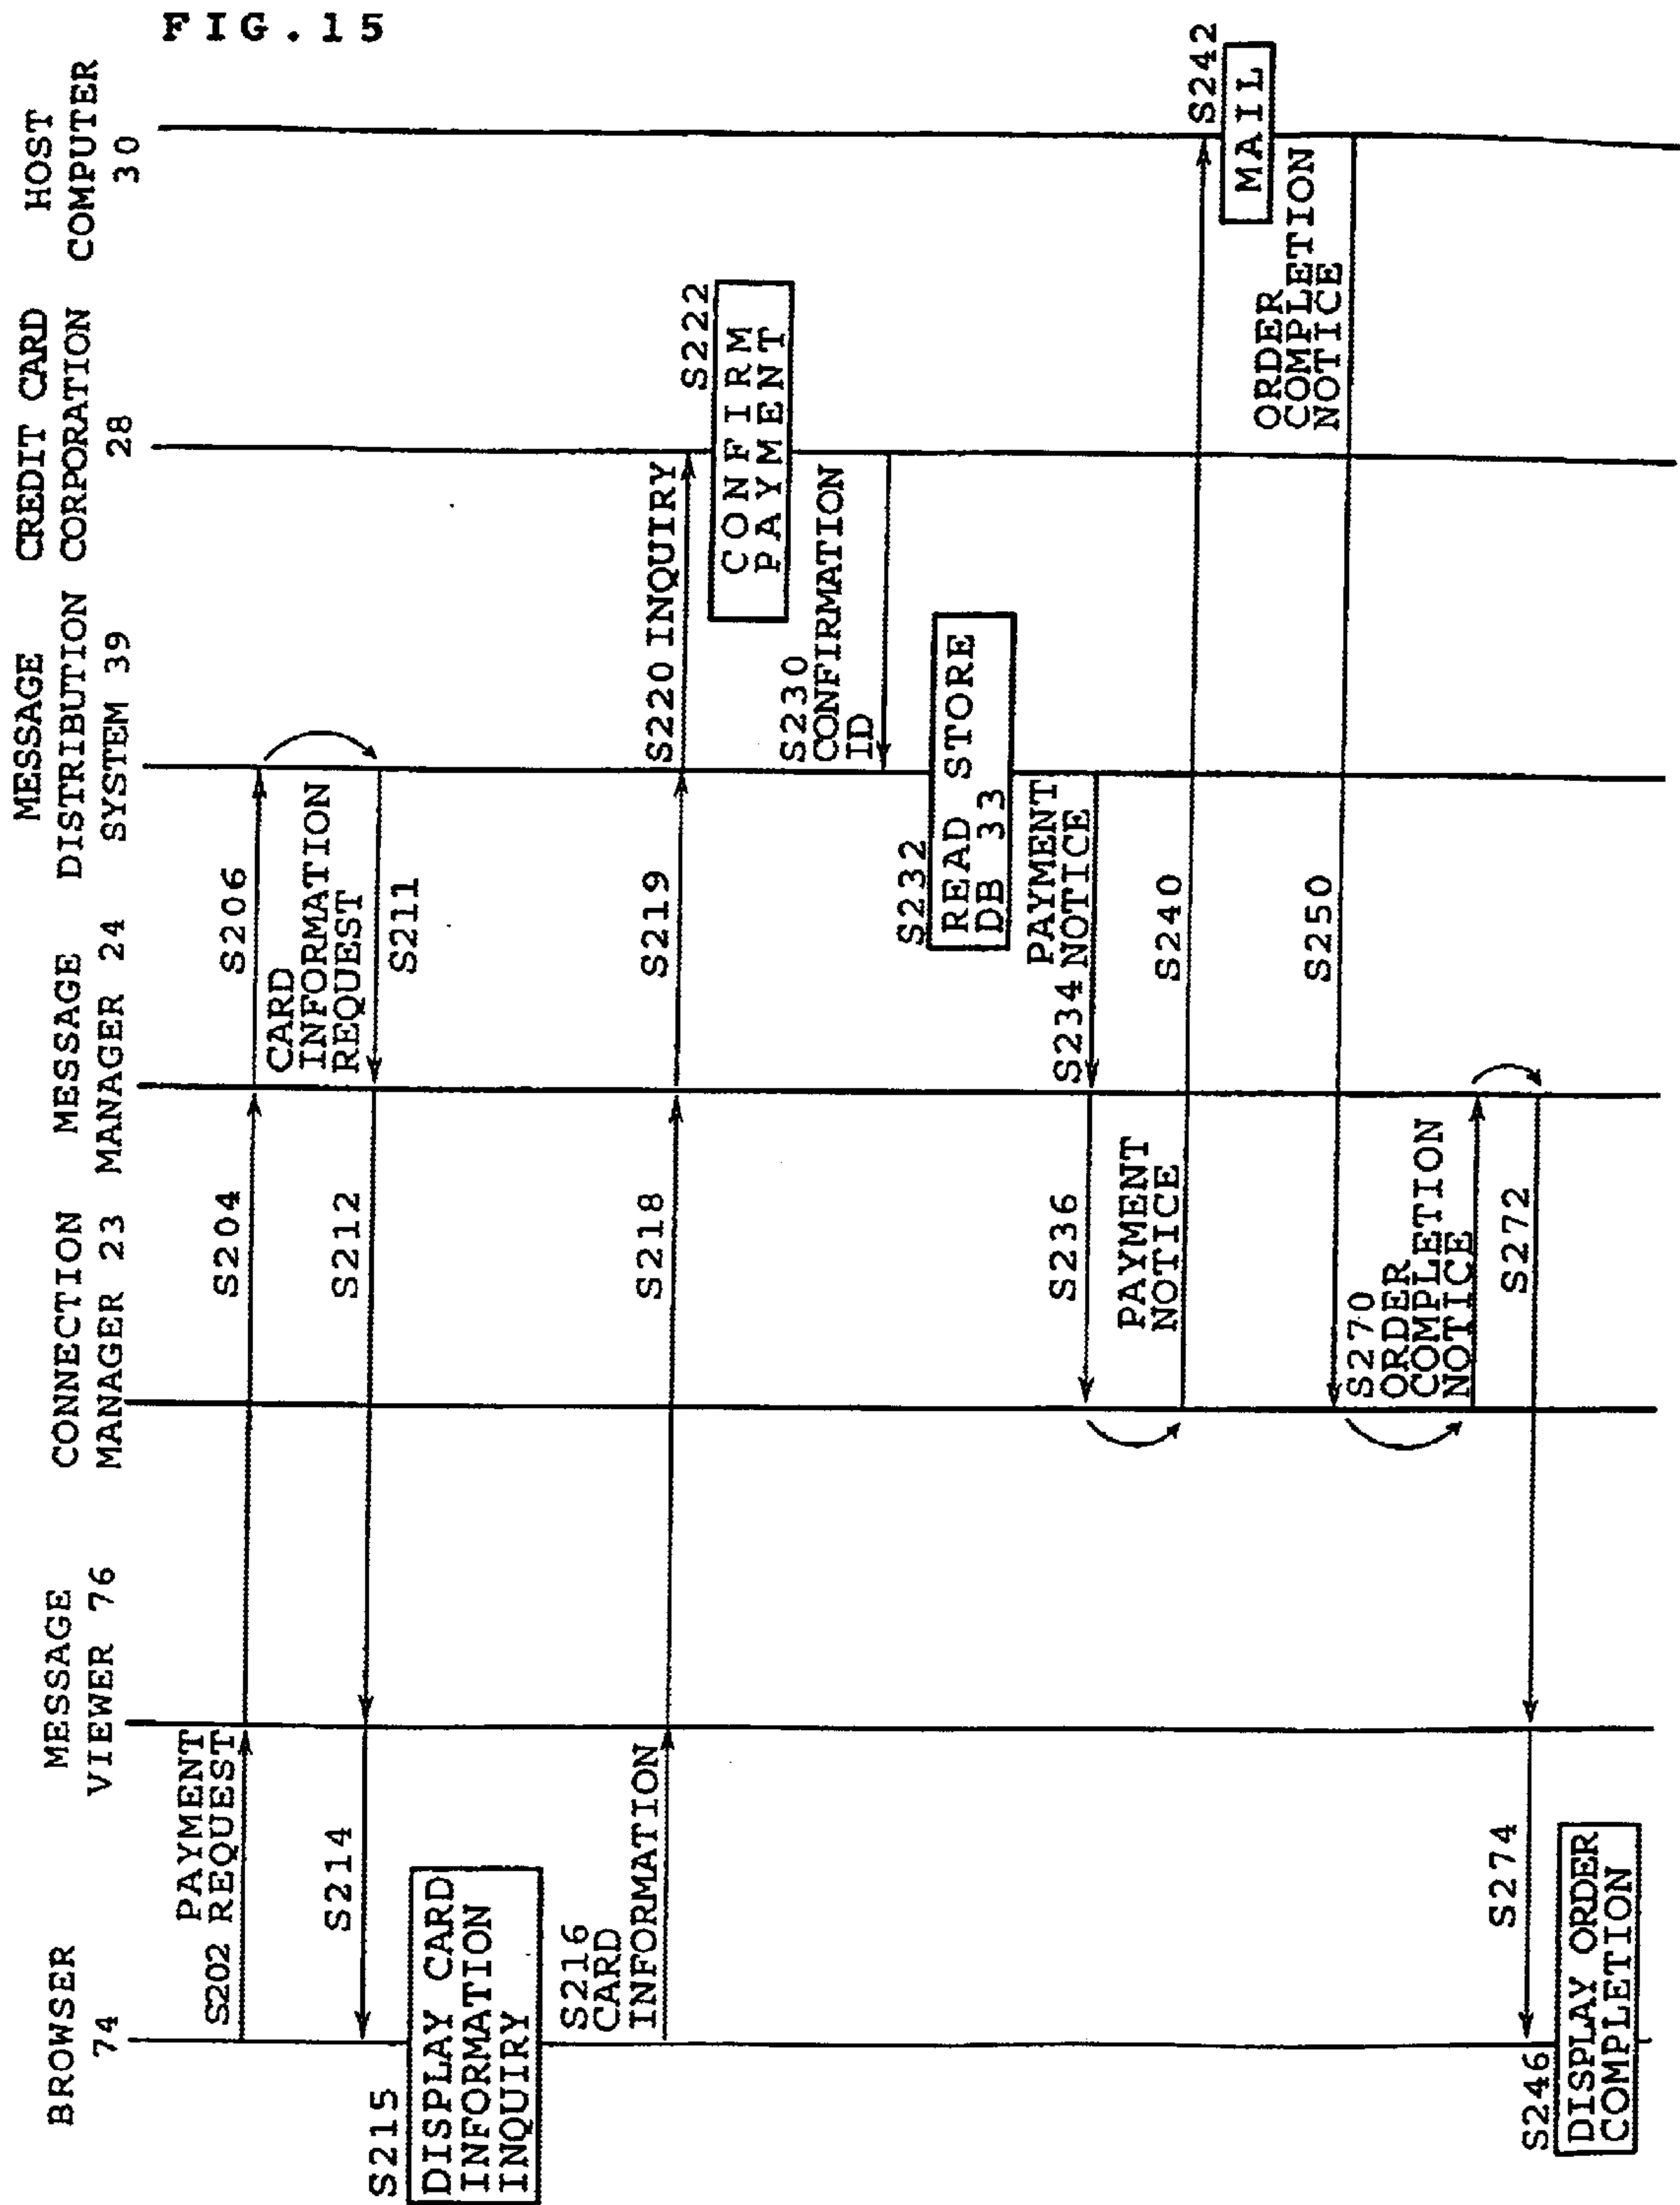 FIG.15
BROWSER
74
MESSAGE
VIEWER 76
CONNECTION
MANAGER 23
MESSAGE
MANAGER 24
MESSAGE
DISTRIBUTION
SYSTEM 39
CREDIT CARD
CORPORATION
28
HOST
COMPUTER
30
PAYMENT
S202 REQUEST
S204
S206
CARD
INFORMATION
REQUEST
S211
S212
S214
S215
DISPLAY CARD
INFORMATION
INQUIRY
S216
CARD
INFORMATION
S218
S219
S220 INQUIRY
S222
CONFIRM
PAYMENT
S230
CONFIRMATION
ID
S232
READ STORE
DB 33
PAYMENT
S234 NOTICE
S236
PAYMENT
NOTICE
S240
S242
MAIL
ORDER
COMPLETION
NOTICE
S250
S270
ORDER
COMPLETION
NOTICE
S272
S274
S246
DISPLAY ORDER
COMPLETION